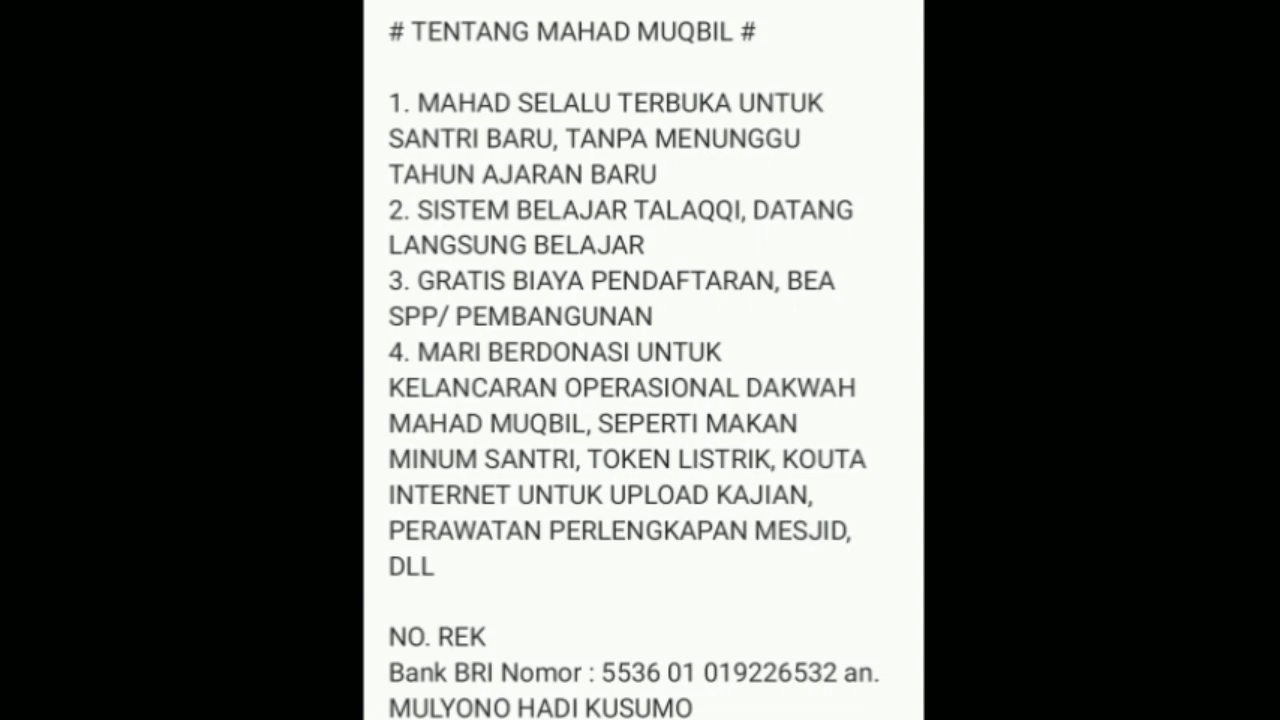 # TENTANG MAHAD MUQBIL #
1. MAHAD SELALU TERBUKA UNTUK
SANTRI BARU, TANPA MENUNGGU
TAHUN AJARAN BARU
2. SISTEM BELAJAR TALAQQI, DATANG
LANGSUNG BELAJAR
3. GRATIS BIAYA PENDAFTARAN, BEA
SPP/ PEMBANGUNAN
4. MARI BERDONASI UNTUK
KELANCARAN OPERASIONAL DAKWAH
MAHAD MUQBIL, SEPERTI MAKAN
MINUM SANTRI, TOKEN LISTRIK, KOUTA
INTERNET UNTUK UPLOAD KAJIAN,
PERAWATAN PERLENGKAPAN MESJID,
DLL
NO. REK
Bank BRI Nomor : 5536 01 019226532 an.
MULYONO HADI KUSUMO